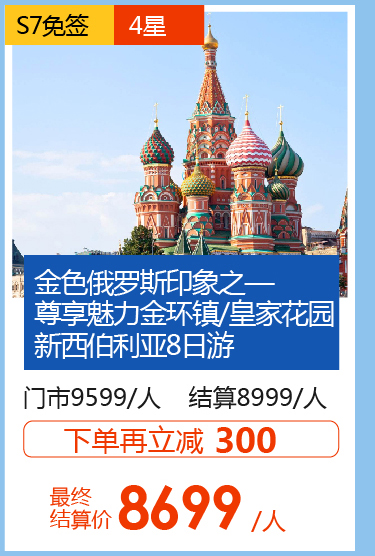 S7免签 4星
金色俄罗斯印象之一
尊享魅力金环镇/皇家花园
新西伯利亚8日游
门市9599/人 结算8999/人
下单再立减 300
最终
结算价 8699 /人